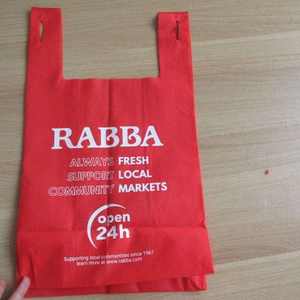 RABBA
ALWAYS FRESH
SUPPORT LOCAL
COMMUNITY MARKETS
open
24h
Supporting local communities since 1967
learn more at www.rabba.com